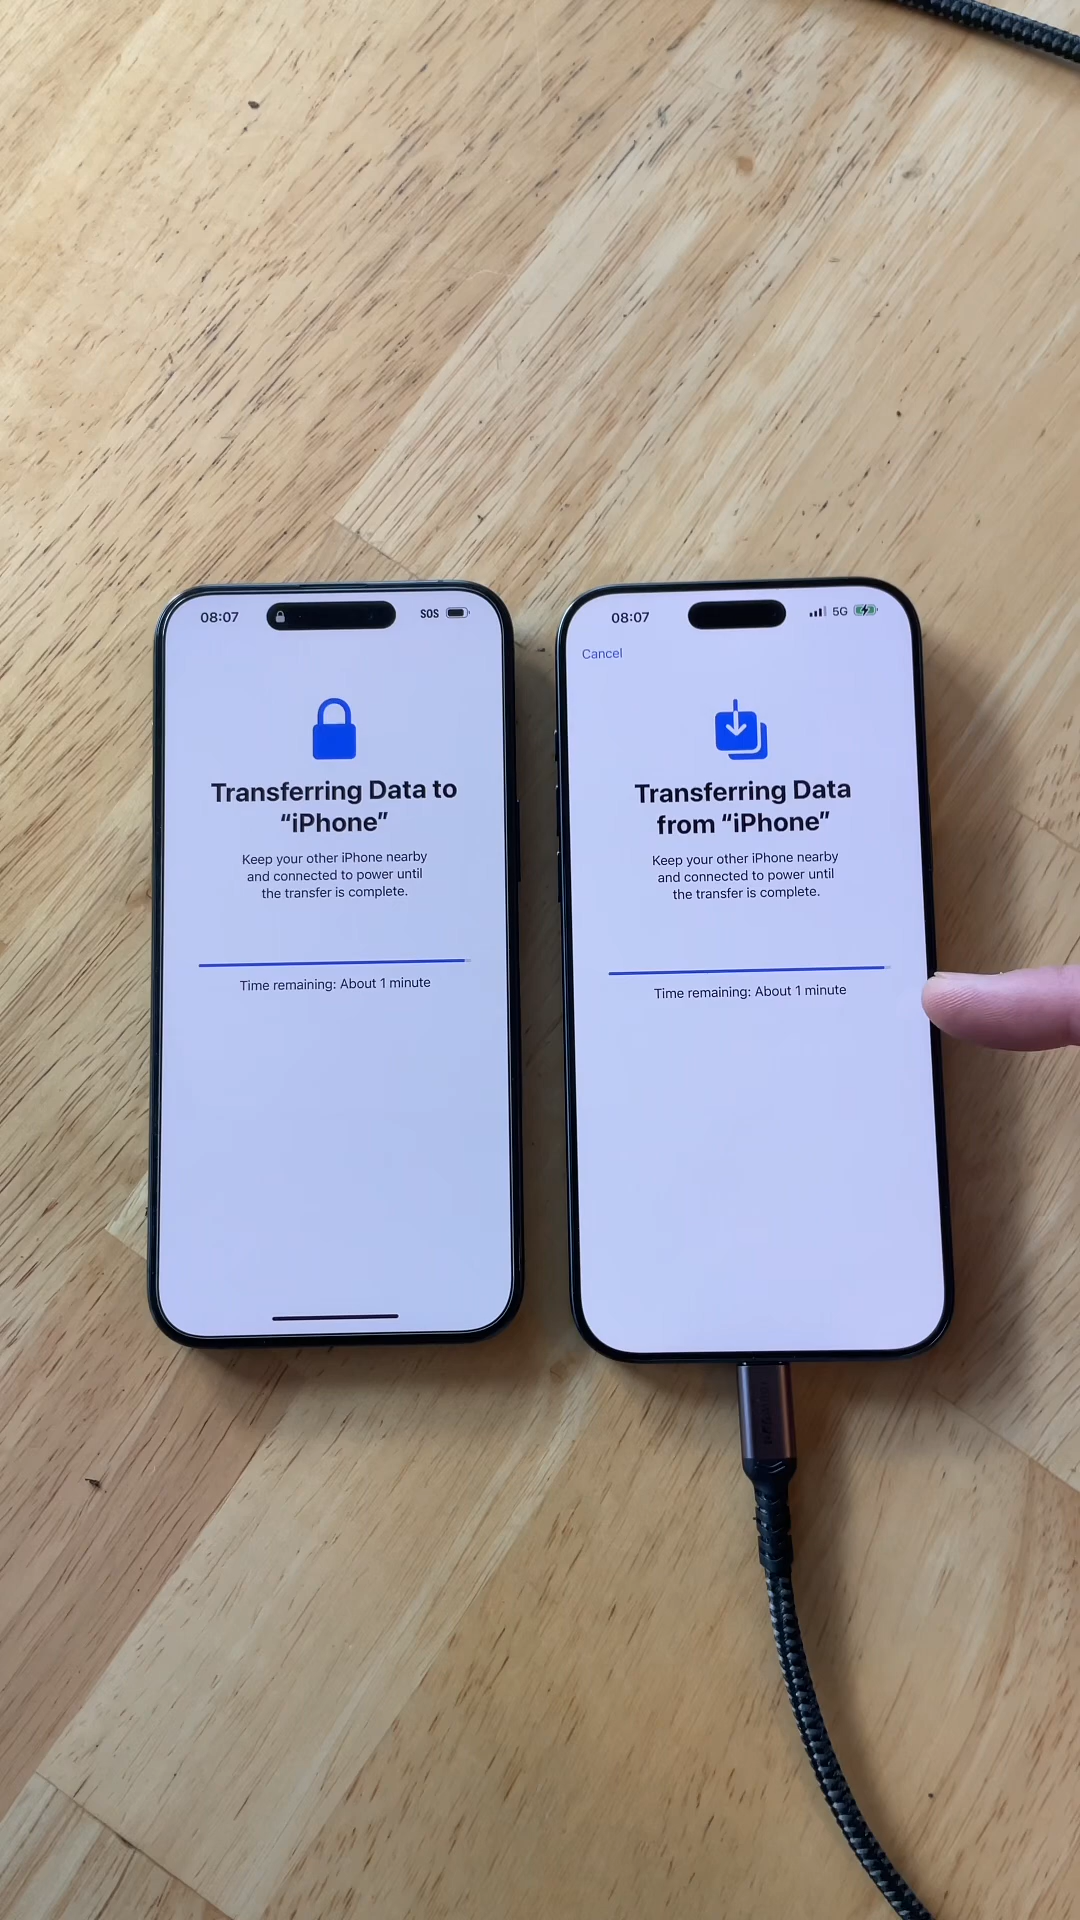 08:07
SOS
Transferring Data to
“iPhone”
Keep your other iPhone nearby
and connected to power until
the transfer is complete.
Time remaining: About 1 minute
08:07
5G
Cancel
Transferring Data
from “iPhone”
Keep your other iPhone nearby
and connected to power until
the transfer is complete.
Time remaining: About 1 minute